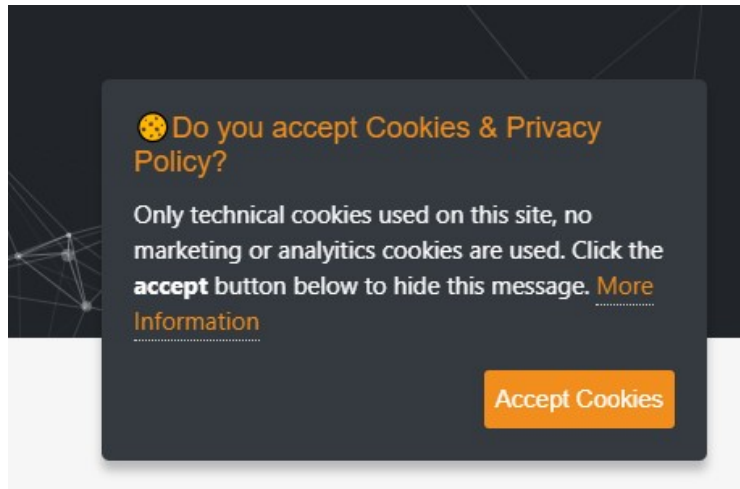 Do you accept Cookies & Privacy
Policy?
Only technical cookies used on this site, no
marketing or analyitics cookies are used. Click the
accept button below to hide this message. More
Information
Accept Cookies